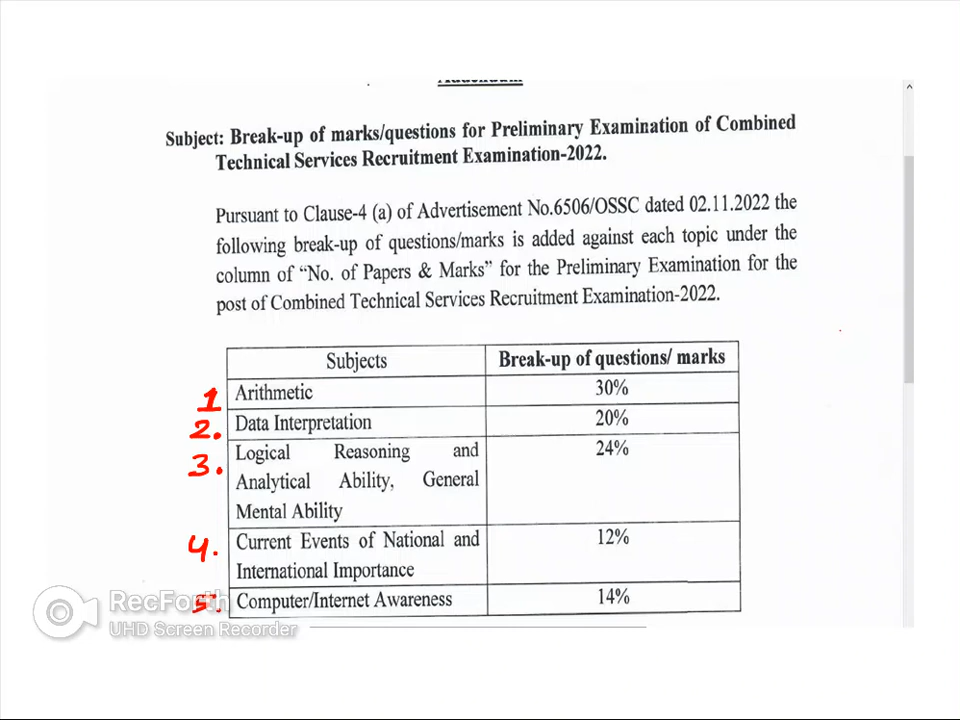 Addendum
Subject: Break-up of marks/questions for Preliminary Examination of Combined
Technical Services Recruitment Examination-2022.
Pursuant to Clause-4 (a) of Advertisement No.6506/OSSC dated 02.11.2022 the
following break-up of questions/marks is added against each topic under the
column of “No. of Papers & Marks” for the Preliminary Examination for the
post of Combined Technical Services Recruitment Examination-2022.
Subjects Break-up of questions/ marks
1 Arithmetic 30%
2. Data Interpretation 20%
3. Logical Reasoning and 24%
Analytical Ability, General
Mental Ability
4. Current Events of National and 12%
International Importance
5. Computer/Internet Awareness 14%
RecForth
UHD Screen Recorder